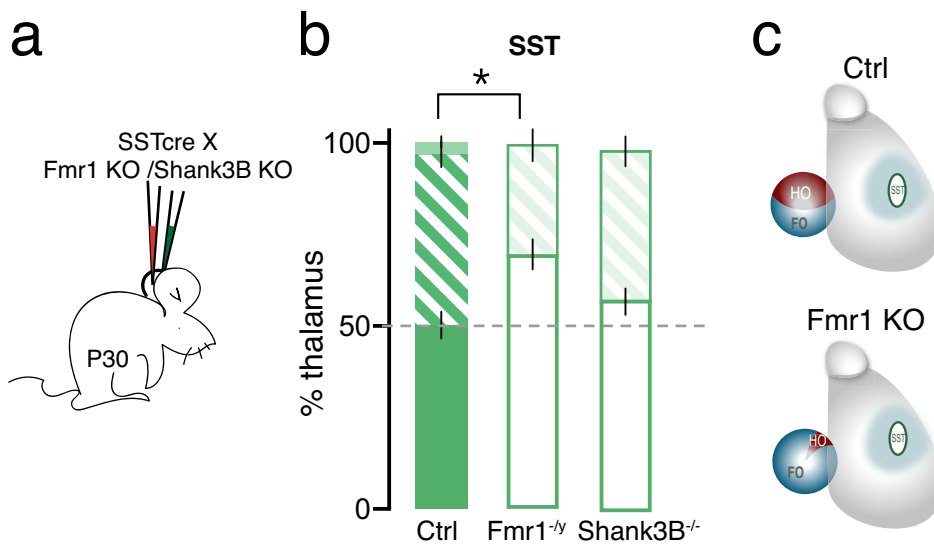 a
SSTcre X
Fmr1 KO /Shank3B KO
P30
b
SST
*
% thalamus
100
50
0
Ctrl
Fmr1-/y
Shank3B-/-
c
Ctrl
HO
FO
SST
Fmr1 KO
HO
FO
SST